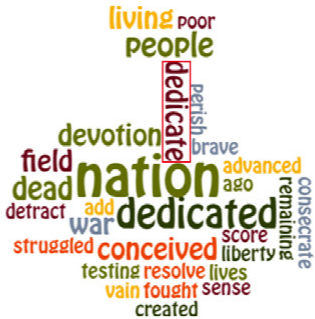 living poor
people
dedicate
perish
devotion
brave
field
nation
advanced
dead
ago
consecrate
remaining
detract
add
dedicated
war
score
struggled
conceived
liberty
testing resolve lives
vain fought sense
created